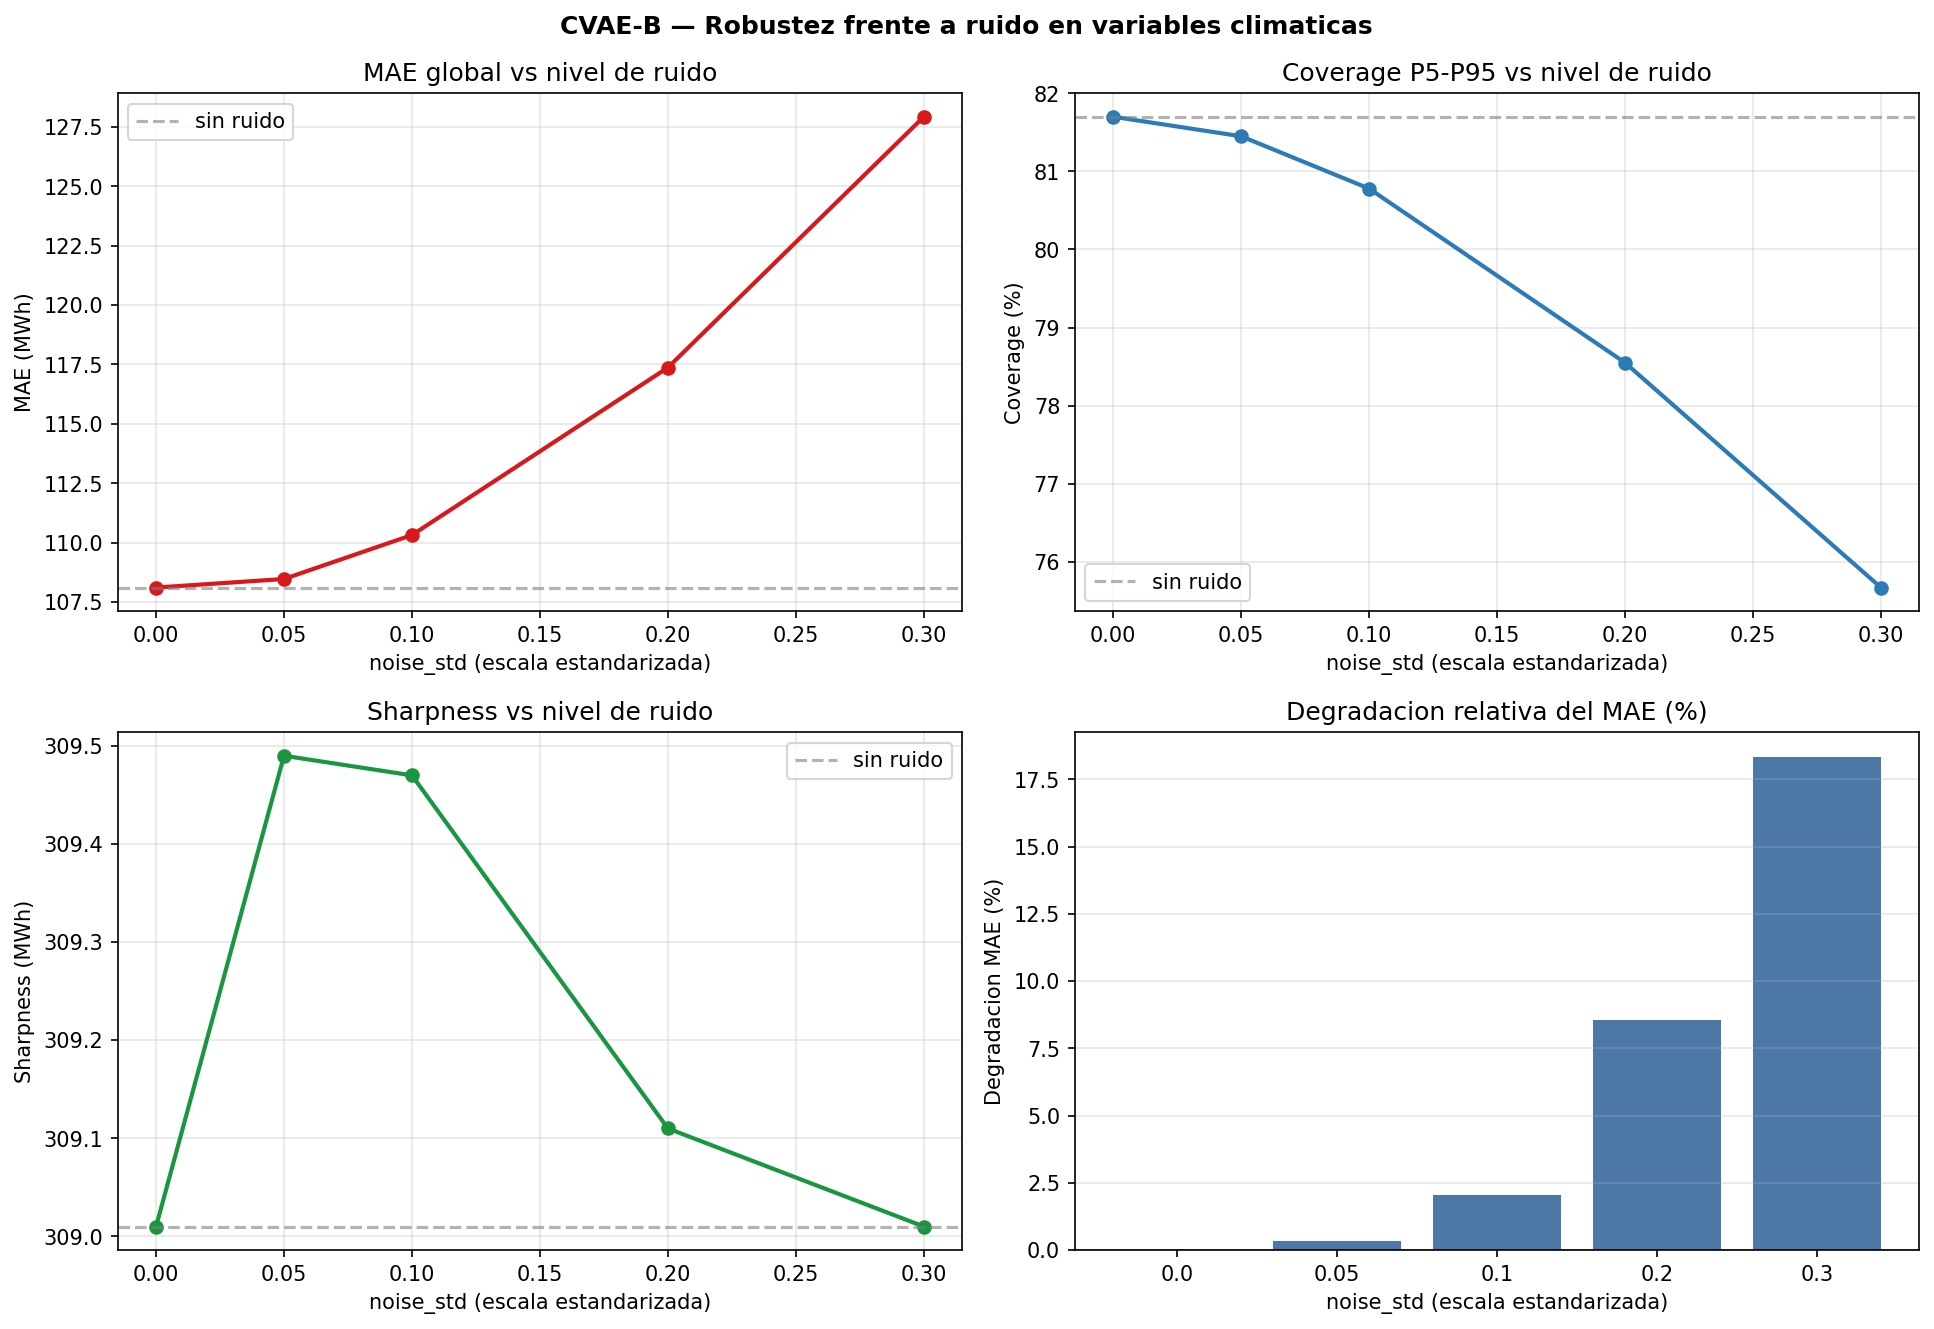 CVAE-B — Robustez frente a ruido en variables climaticas
MAE global vs nivel de ruido
MAE (MWh)
127.5
125.0
122.5
120.0
117.5
115.0
112.5
110.0
107.5
sin ruido
0.00 0.05 0.10 0.15 0.20 0.25 0.30
noise_std (escala estandarizada)
Coverage P5-P95 vs nivel de ruido
Coverage (%)
82
81
80
79
78
77
76
sin ruido
0.00 0.05 0.10 0.15 0.20 0.25 0.30
noise_std (escala estandarizada)
Sharpness vs nivel de ruido
Sharpness (MWh)
309.5
309.4
309.3
309.2
309.1
309.0
sin ruido
0.00 0.05 0.10 0.15 0.20 0.25 0.30
noise_std (escala estandarizada)
Degradacion relativa del MAE (%)
Degradacion MAE (%)
17.5
15.0
12.5
10.0
7.5
5.0
2.5
0.0
0.0 0.05 0.1 0.2 0.3
noise_std (escala estandarizada)